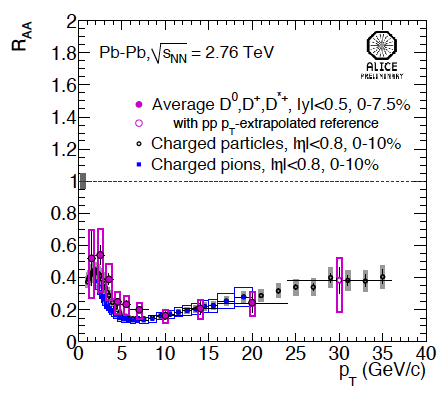 R_AA
2
1.8
1.6
1.4
1.2
1
0.8
0.6
0.4
0.2
0
Pb-Pb, √s_NN = 2.76 TeV
ALICE
PRELIMINARY
Average D^0,D^+,D^*+, |y|<0.5, 0-7.5%
with pp p_T-extrapolated reference
Charged particles, |η|<0.8, 0-10%
Charged pions, |η|<0.8, 0-10%
0 5 10 15 20 25 30 35 40
p_T (GeV/c)